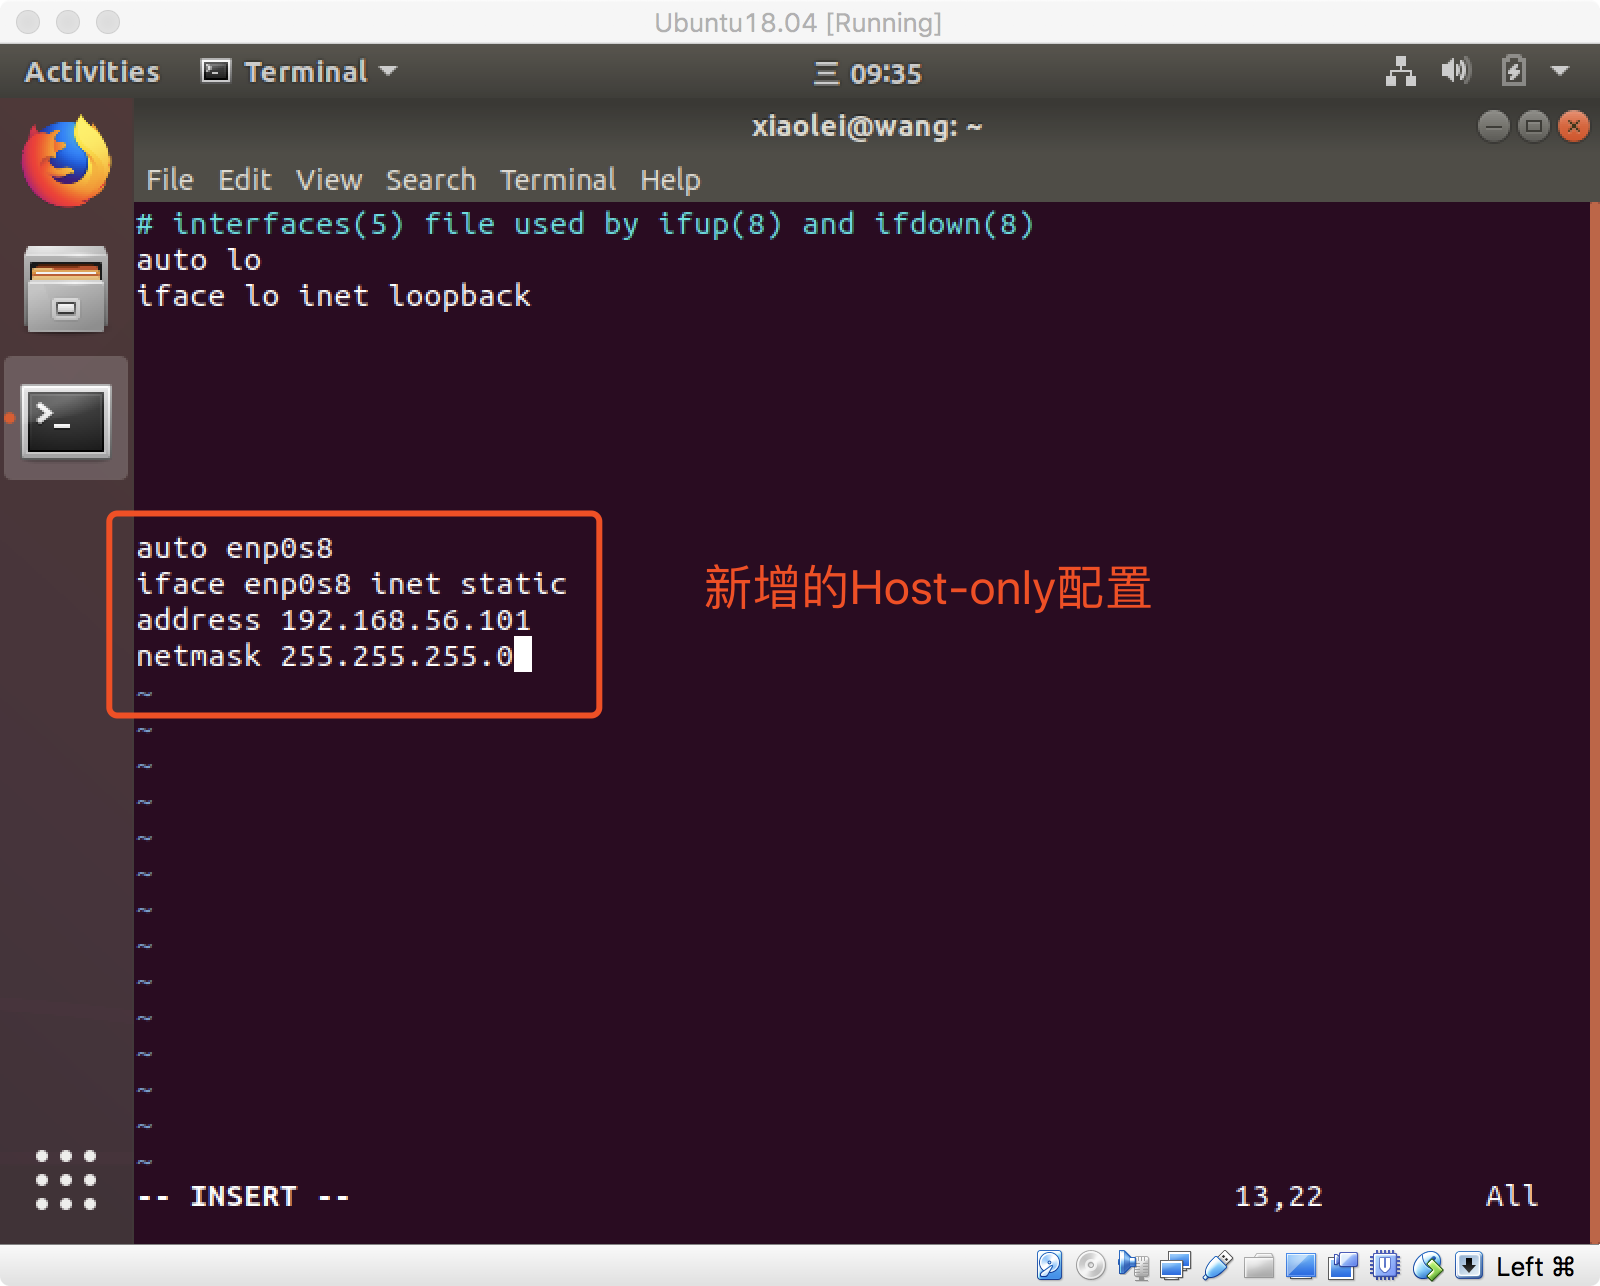 Ubuntu18.04 [Running]
Activities
Terminal
三 09:35
xiaolei@wang: ~
File Edit View Search Terminal Help
# interfaces(5) file used by ifup(8) and ifdown(8)
auto lo
iface lo inet loopback
auto enp0s8
iface enp0s8 inet static
address 192.168.56.101
netmask 255.255.255.0
新增的Host-only配置
~
~
~
~
~
~
~
~
~
~
~
~
~
~
-- INSERT --
13,22
All
Left ⌘